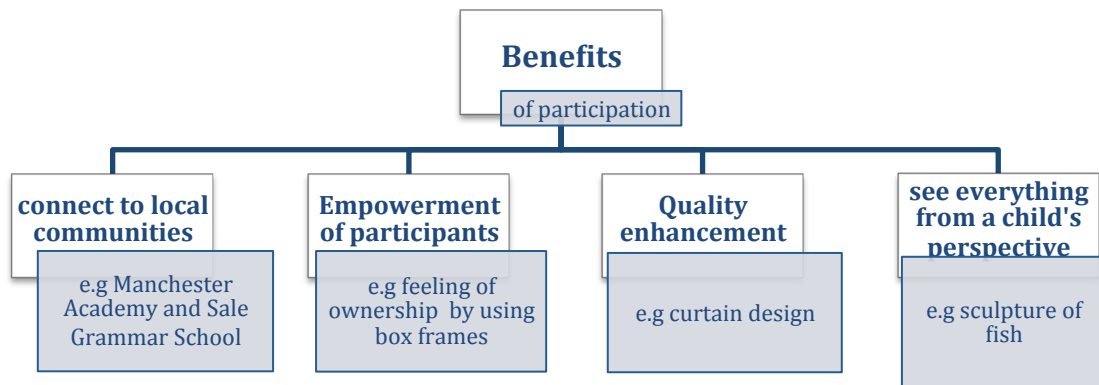 Benefits
of participation
connect to local
communities
e.g Manchester
Academy and Sale
Grammar School
Empowerment
of participants
e.g feeling of
ownership by using
box frames
Quality
enhancement
e.g curtain design
see everything
from a child's
perspective
e.g sculpture of
fish